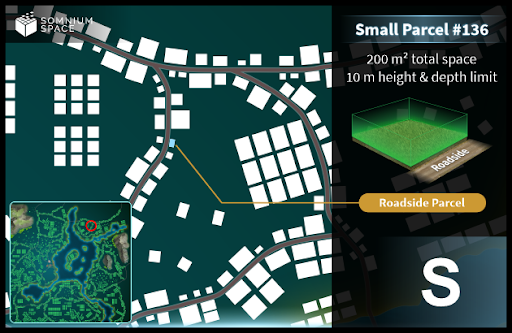 SOMNIUM
SPACE
Small Parcel #136
200 m² total space
10 m height & depth limit
Roadside
Roadside Parcel
S